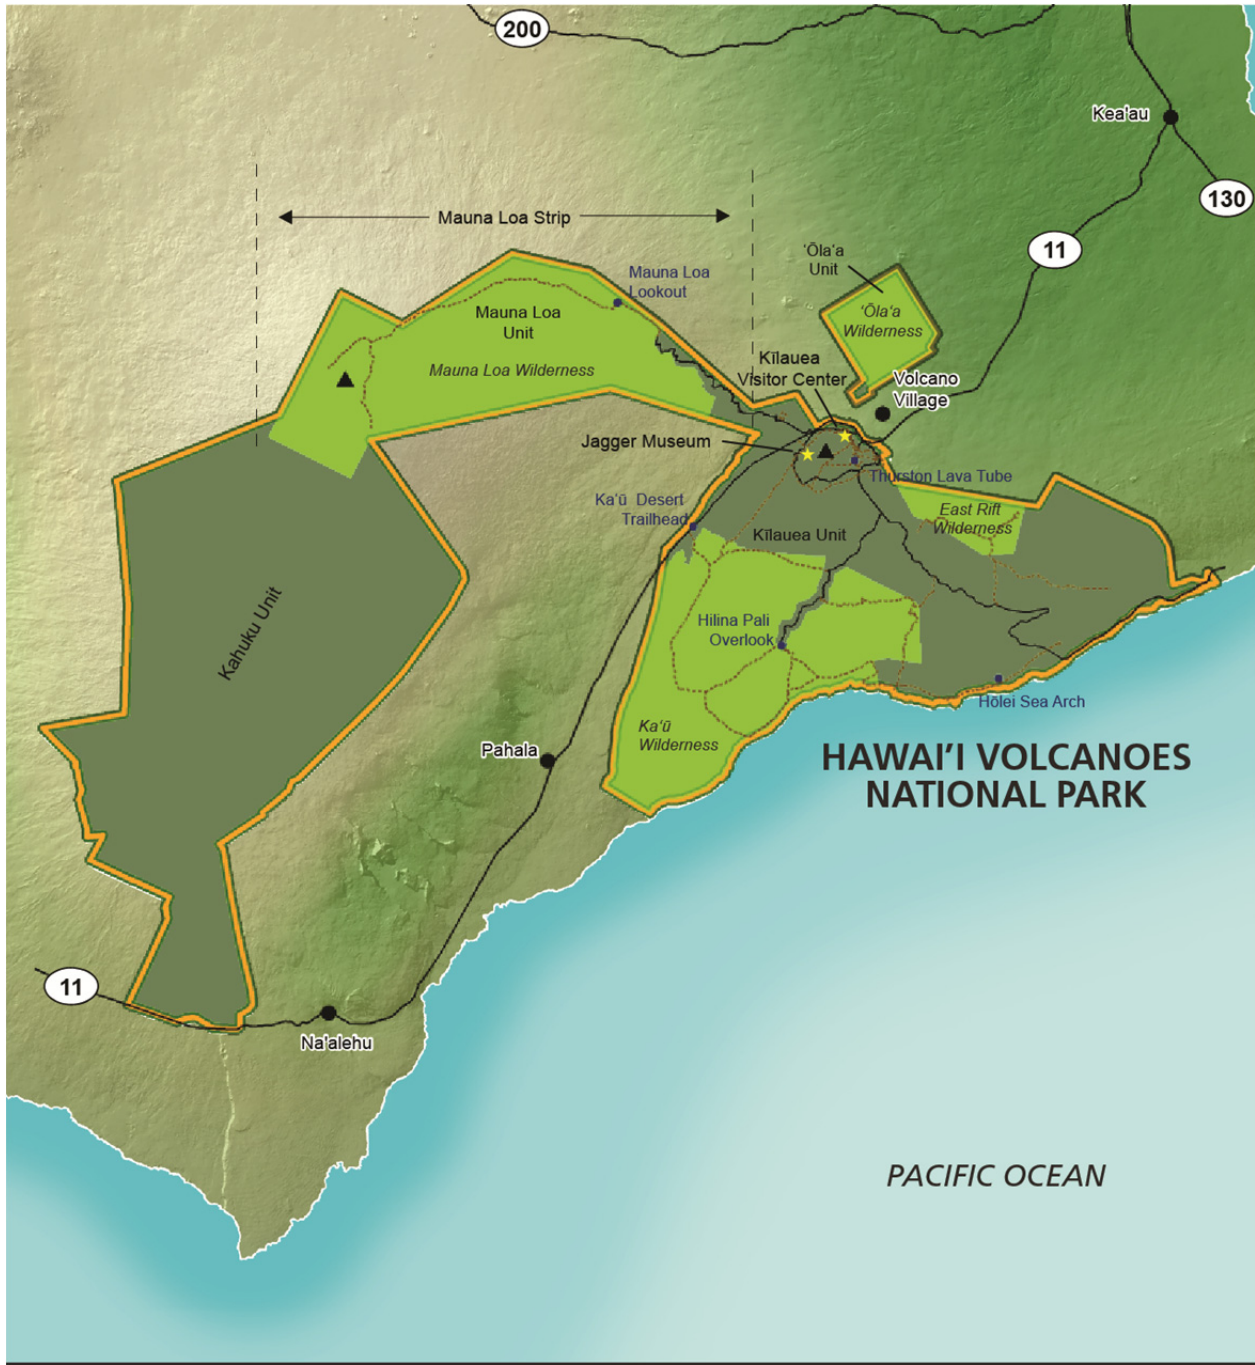 200
Kea'au
130
Mauna Loa Strip
11
'Ōla'a
Unit
Mauna Loa
Lookout
Mauna Loa
Unit
'Ōla'a
Wilderness
Kīlauea
Visitor Center
Mauna Loa Wilderness
Volcano
Village
Jagger Museum
Thurston Lava Tube
Ka'ū Desert
Trailhead
East Rift
Wilderness
Kīlauea Unit
Kahuku Unit
Hilina Pali
Overlook
Hōlei Sea Arch
Ka'ū
Wilderness
Pahala
HAWAI'I VOLCANOES
NATIONAL PARK
11
Na'alehu
PACIFIC OCEAN